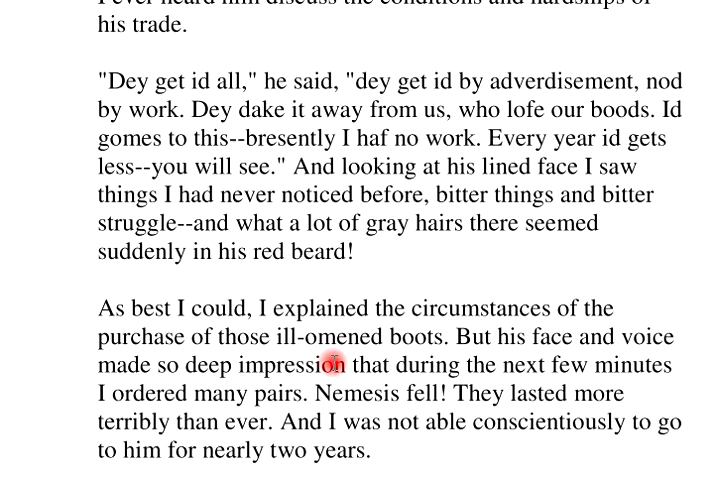 his trade.
"Dey get id all," he said, "dey get id by adverdisement, nod
by work. Dey dake it away from us, who lofe our boods. Id
gomes to this--bresently I haf no work. Every year id gets
less--you will see." And looking at his lined face I saw
things I had never noticed before, bitter things and bitter
struggle--and what a lot of gray hairs there seemed
suddenly in his red beard!
As best I could, I explained the circumstances of the
purchase of those ill-omened boots. But his face and voice
made so deep impression that during the next few minutes
I ordered many pairs. Nemesis fell! They lasted more
terribly than ever. And I was not able conscientiously to go
to him for nearly two years.